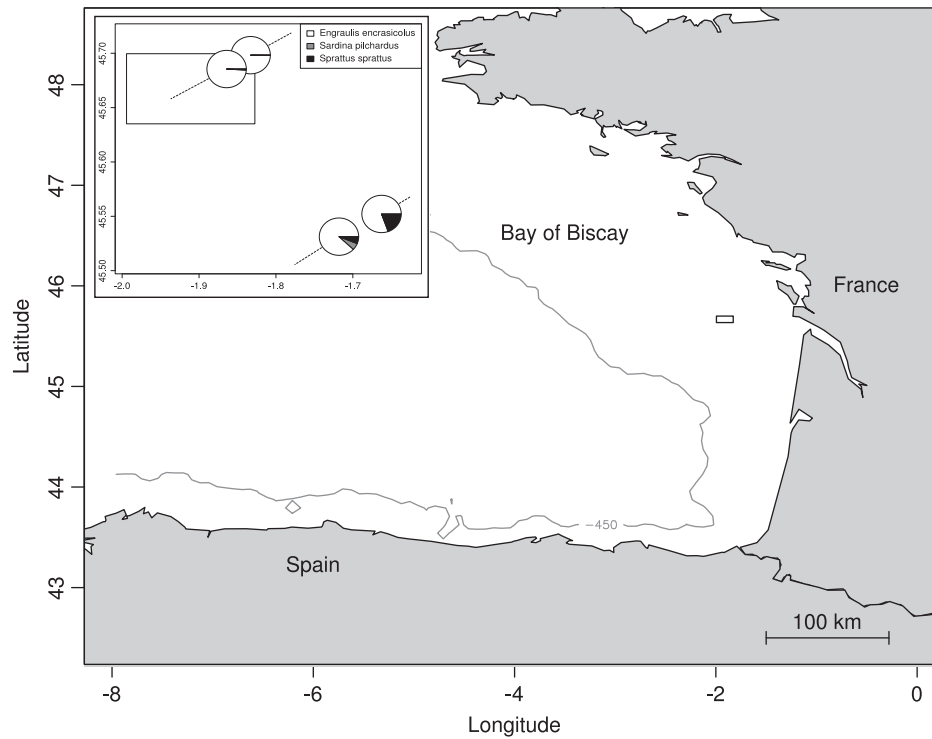 Engraulis encrasicolus
Sardina pilchardus
Sprattus sprattus
45.70
45.65
45.60
45.55
45.50
-2.0 -1.9 -1.8 -1.7
Bay of Biscay
France
Spain
-450
100 km
Latitude
48
47
46
45
44
43
-8 -6 -4 -2 0
Longitude